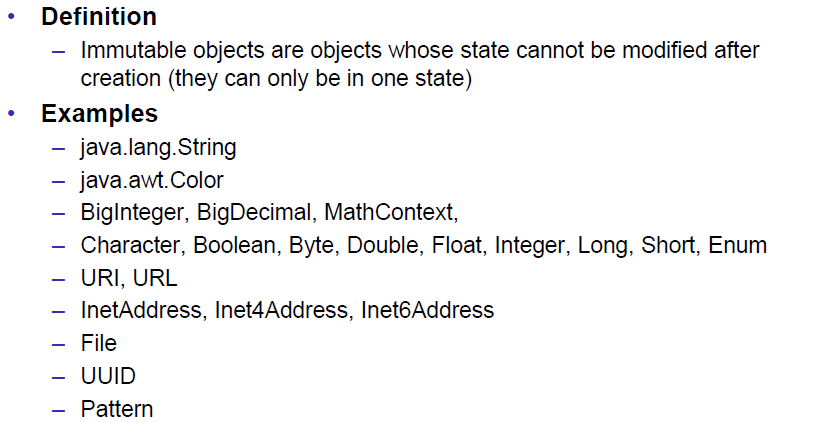 • Definition
– Immutable objects are objects whose state cannot be modified after
creation (they can only be in one state)
• Examples
– java.lang.String
– java.awt.Color
– BigInteger, BigDecimal, MathContext,
– Character, Boolean, Byte, Double, Float, Integer, Long, Short, Enum
– URI, URL
– InetAddress, Inet4Address, Inet6Address
– File
– UUID
– Pattern